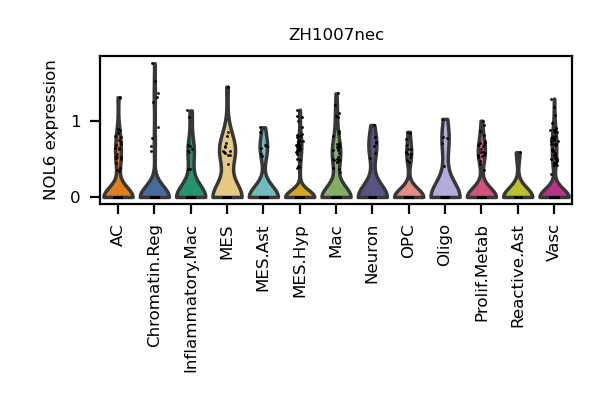 ZH1007nec
NOL6 expression
1
0
AC
Chromatin.Reg
Inflammatory.Mac
MES
MES.Ast
MES.Hyp
Mac
Neuron
OPC
Oligo
Prolif.Metab
Reactive.Ast
Vasc